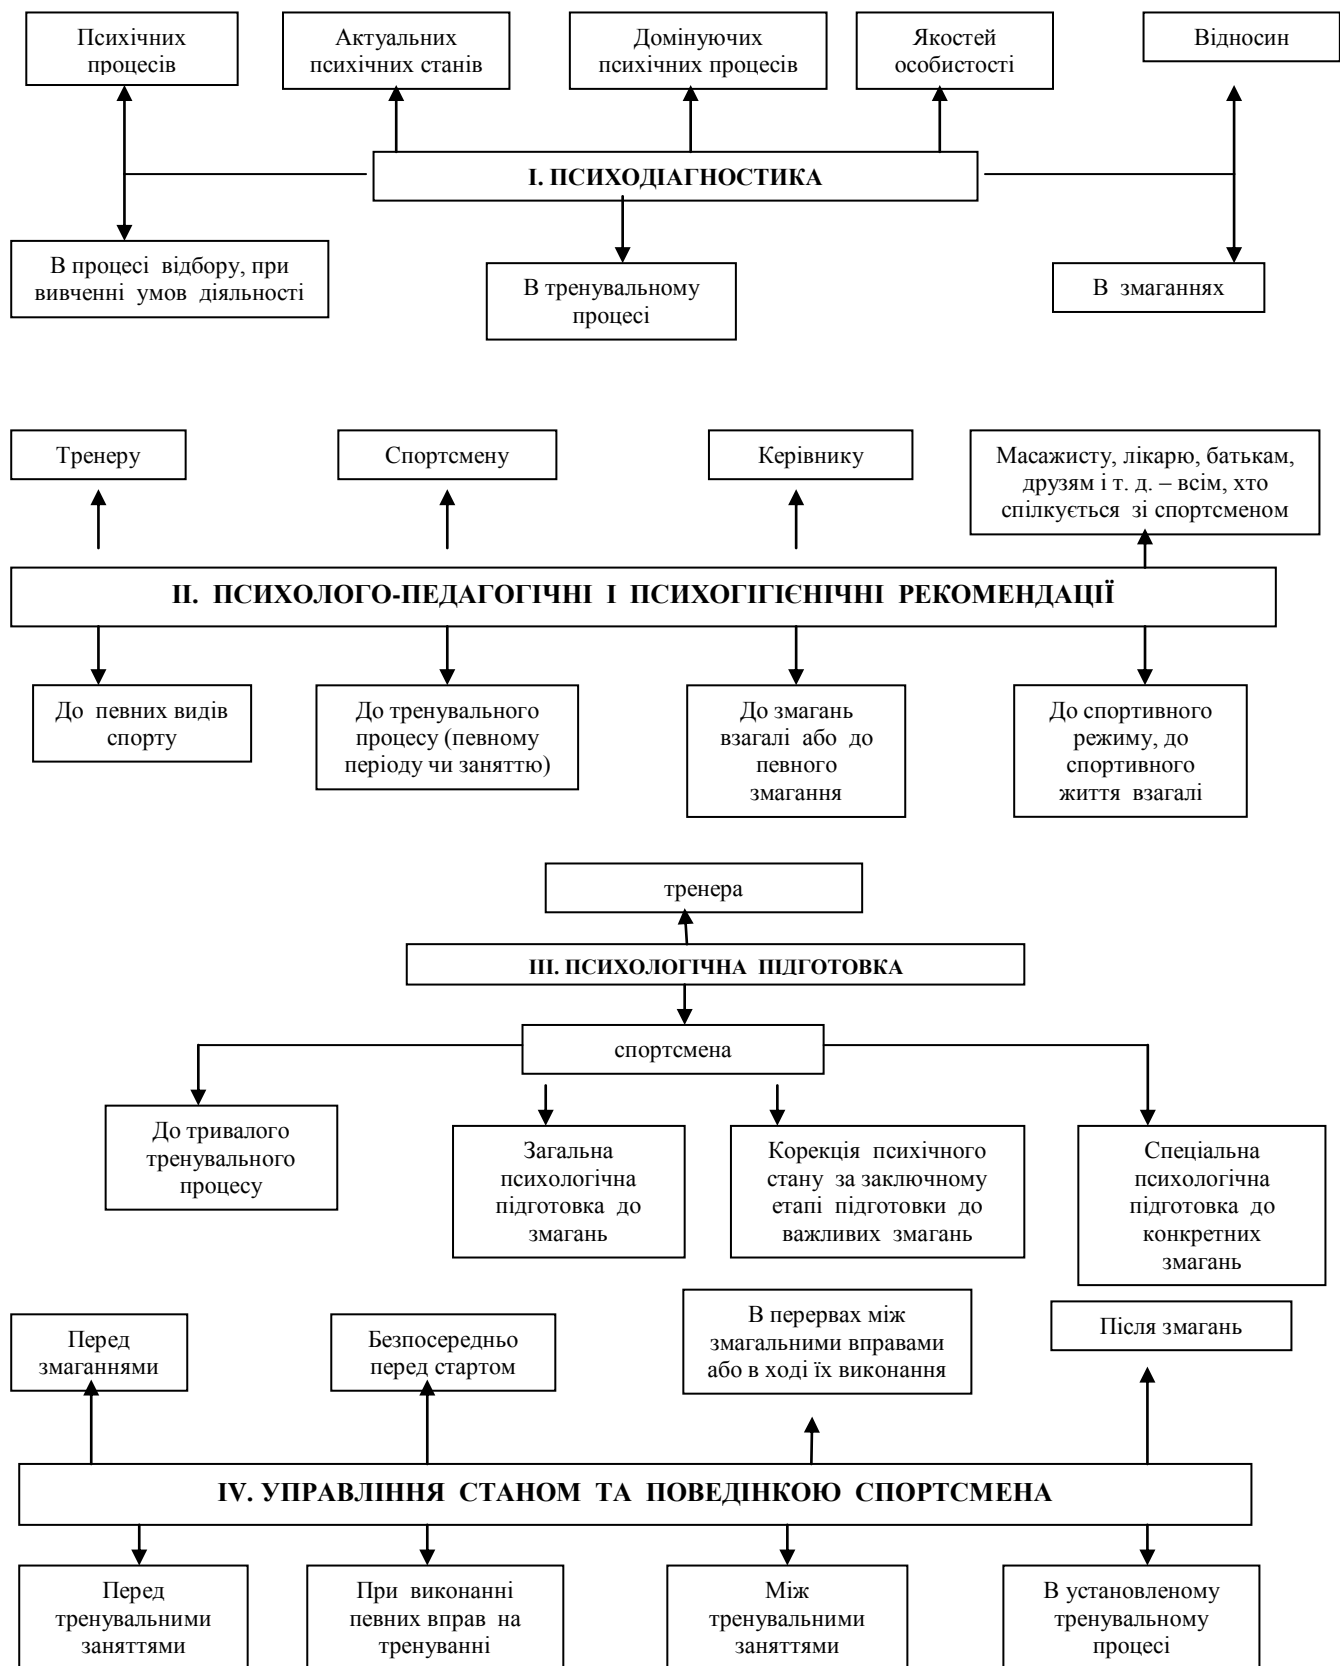 Психічних
процесів
Актуальних
психічних станів
Домінуючих
психічних процесів
Якостей
особистості
Відносин
І. ПСИХОДІАГНОСТИКА
В процесі відбору, при
вивченні умов діяльності
В тренувальному
процесі
В змаганнях
Тренеру
Спортсмену
Керівнику
Масажисту, лікарю, батькам,
друзям і т. д. – всім, хто
спілкується зі спортсменом
ІІ. ПСИХОЛОГО-ПЕДАГОГІЧНІ І ПСИХОГІГІЄНІЧНІ РЕКОМЕНДАЦІЇ
До певних видів
спорту
До тренувального
процесу (певному
періоду чи заняттю)
До змагань
взагалі або до
певного
змагання
До спортивного
режиму, до
спортивного
життя взагалі
тренера
ІІІ. ПСИХОЛОГІЧНА ПІДГОТОВКА
спортсмена
До тривалого
тренувального
процесу
Загальна
психологічна
підготовка до
змагань
Корекція психічного
стану за заключному
етапі підготовки до
важливих змагань
Спеціальна
психологічна
підготовка до
конкретних
змагань
Перед
змаганнями
Безпосередньо
перед стартом
В перервах між
змагальними вправами
або в ході їх виконання
Після змагань
IV. УПРАВЛІННЯ СТАНОМ ТА ПОВЕДІНКОЮ СПОРТСМЕНА
Перед
тренувальними
заняттями
При виконанні
певних вправ на
тренуванні
Між
тренувальними
заняттями
В установленому
тренувальному
процесі